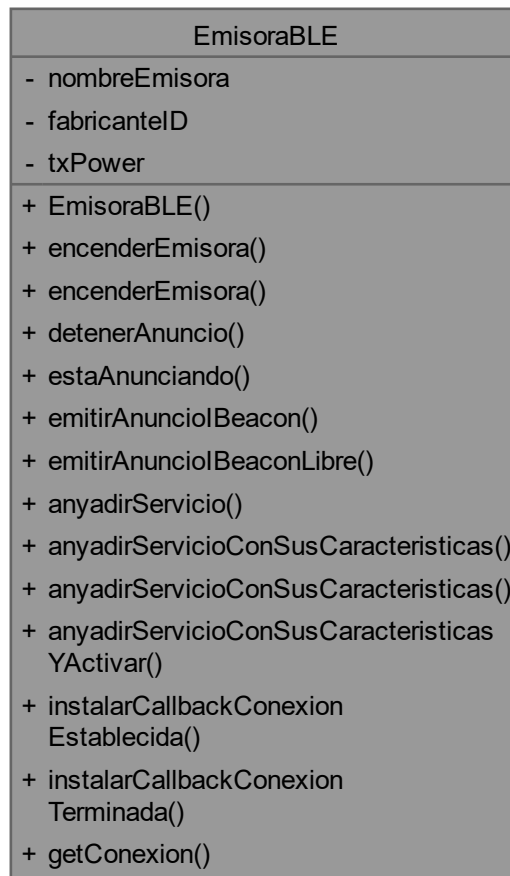 EmisoraBLE
- nombreEmisora
- fabricanteID
- txPower
+ EmisoraBLE()
+ encenderEmisora()
+ encenderEmisora()
+ detenerAnuncio()
+ estaAnunciando()
+ emitirAnuncioIBeacon()
+ emitirAnuncioIBeaconLibre()
+ anyadirServicio()
+ anyadirServicioConSusCaracteristicas()
+ anyadirServicioConSusCaracteristicas()
+ anyadirServicioConSusCaracteristicas
YActivar()
+ instalarCallbackConexion
Establecida()
+ instalarCallbackConexion
Terminada()
+ getConexion()